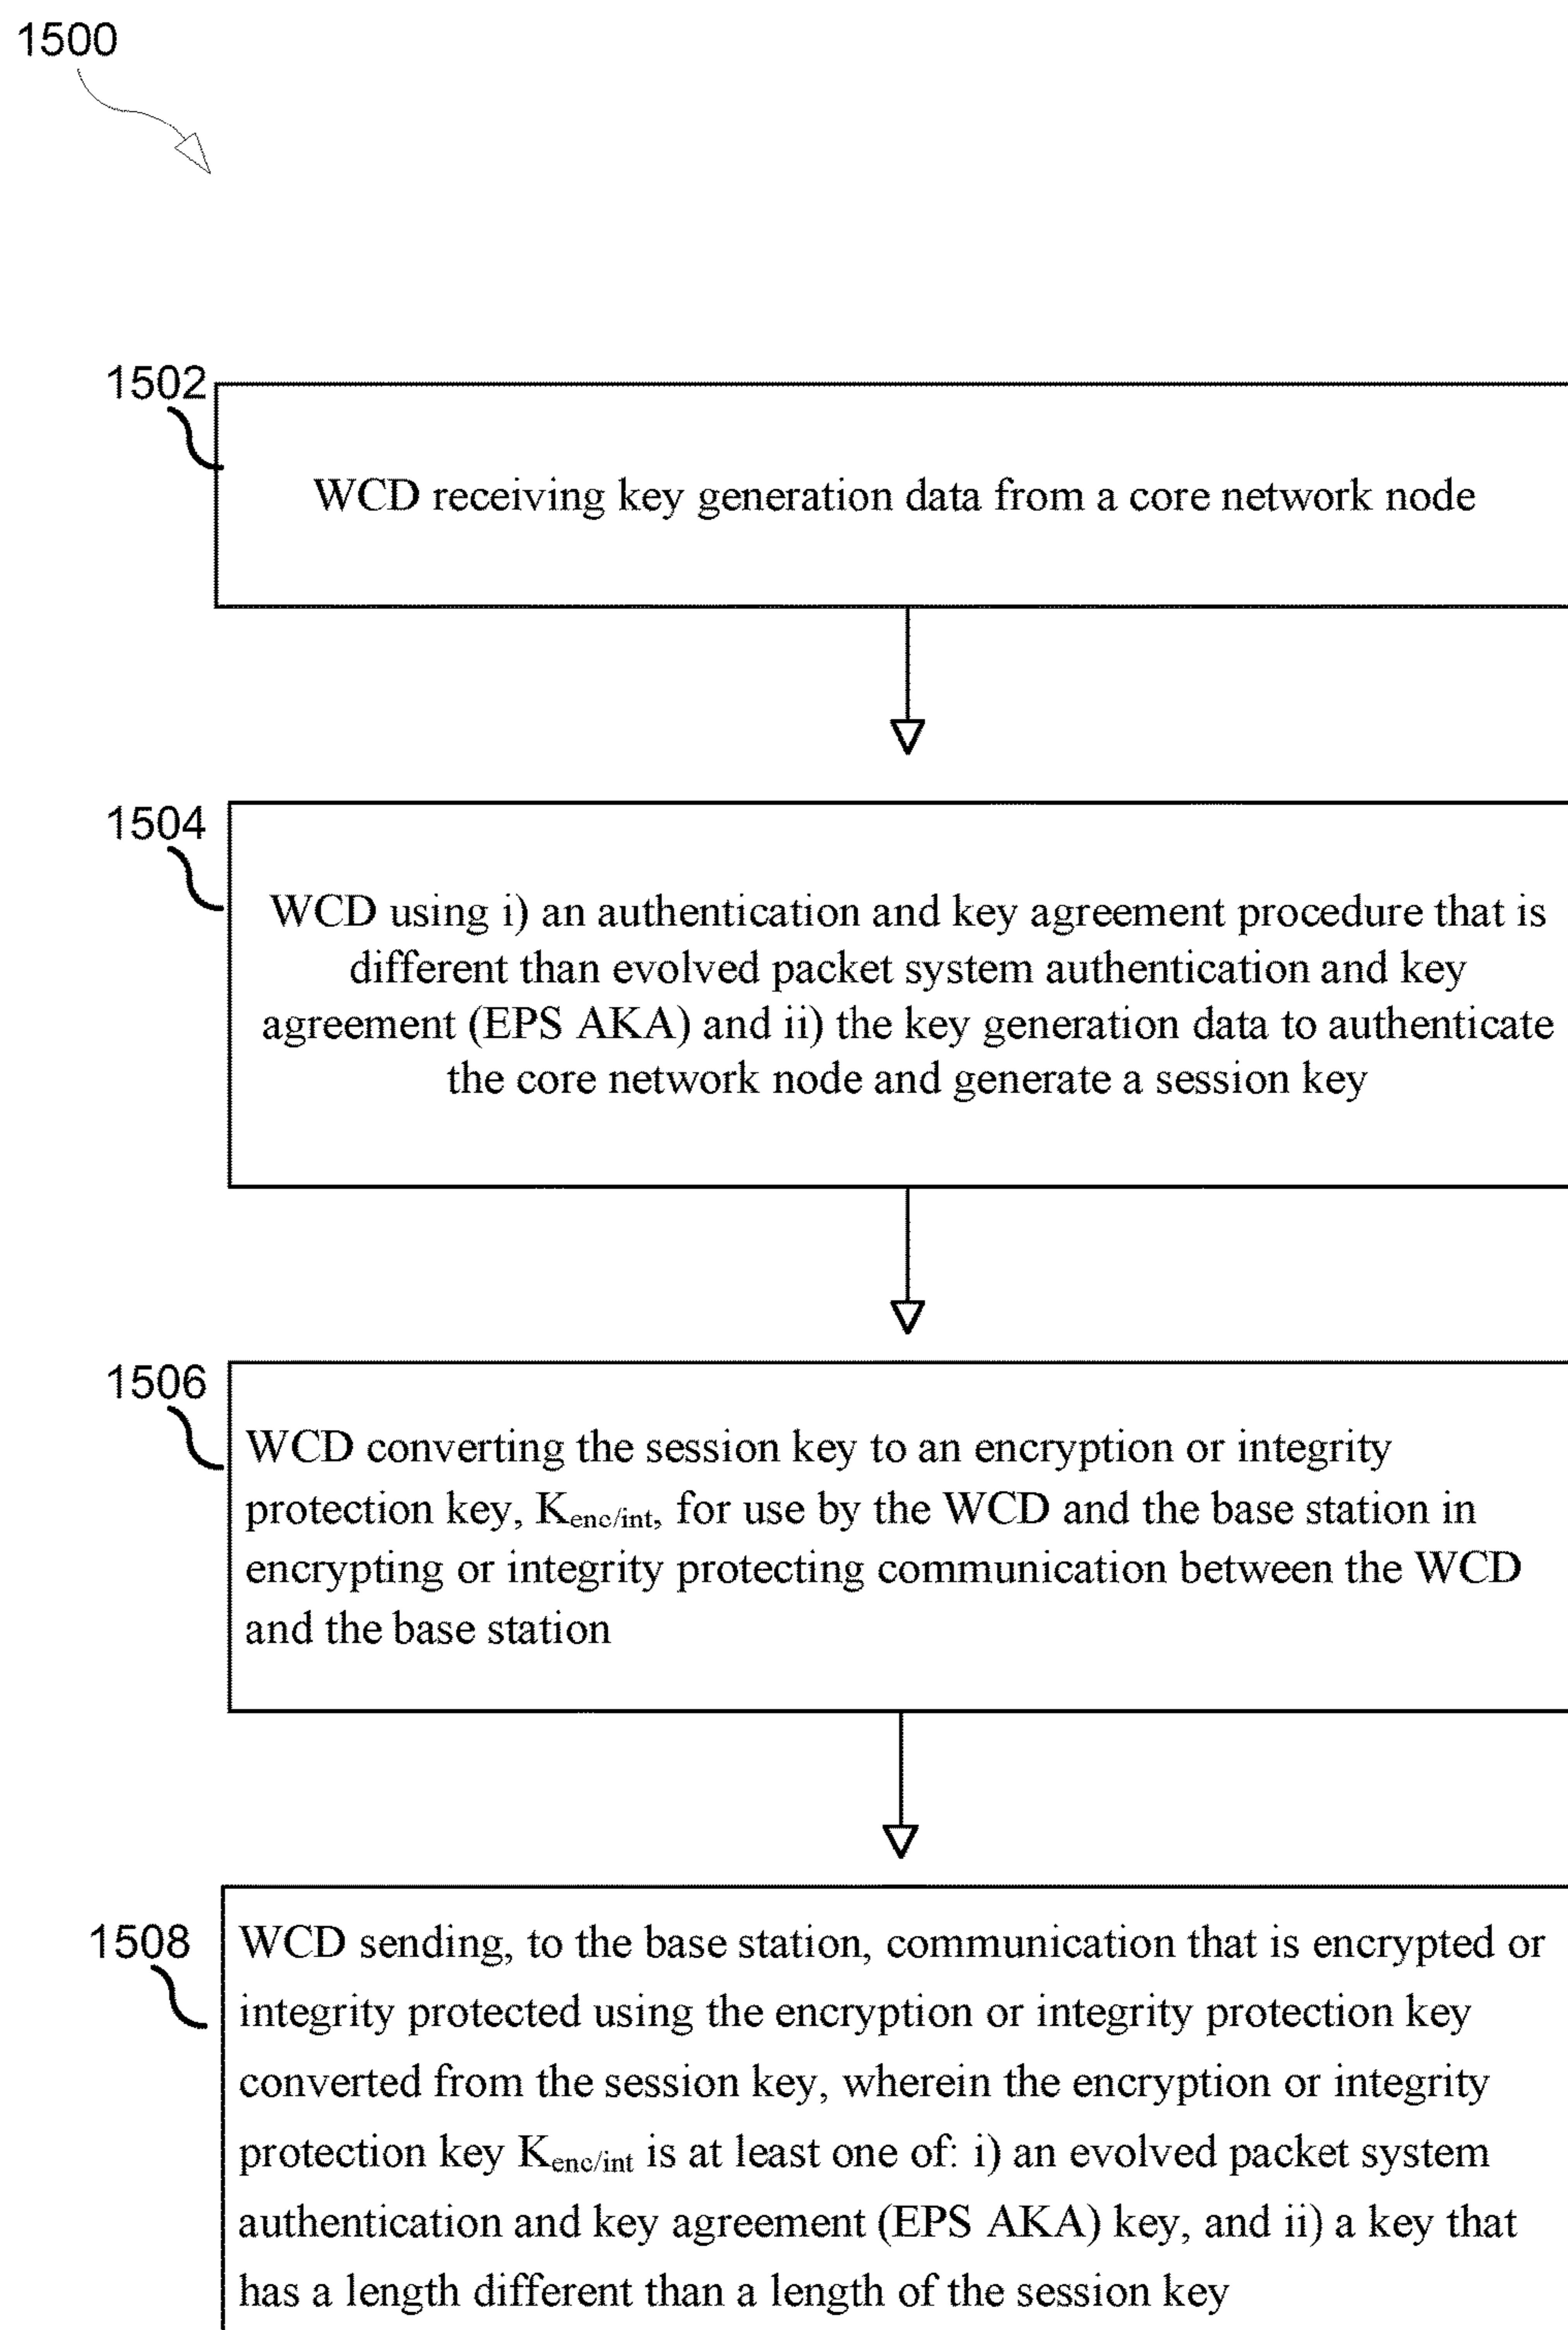 1500
1502
WCD receiving key generation data from a core network node
1504
WCD using i) an authentication and key agreement procedure that is
different than evolved packet system authentication and key
agreement (EPS AKA) and ii) the key generation data to authenticate
the core network node and generate a session key
1506
WCD converting the session key to an encryption or integrity
protection key, Kenc/int, for use by the WCD and the base station in
encrypting or integrity protecting communication between the WCD
and the base station
1508
WCD sending, to the base station, communication that is encrypted or
integrity protected using the encryption or integrity protection key
converted from the session key, wherein the encryption or integrity
protection key Kenc/int is at least one of: i) an evolved packet system
authentication and key agreement (EPS AKA) key, and ii) a key that
has a length different than a length of the session key